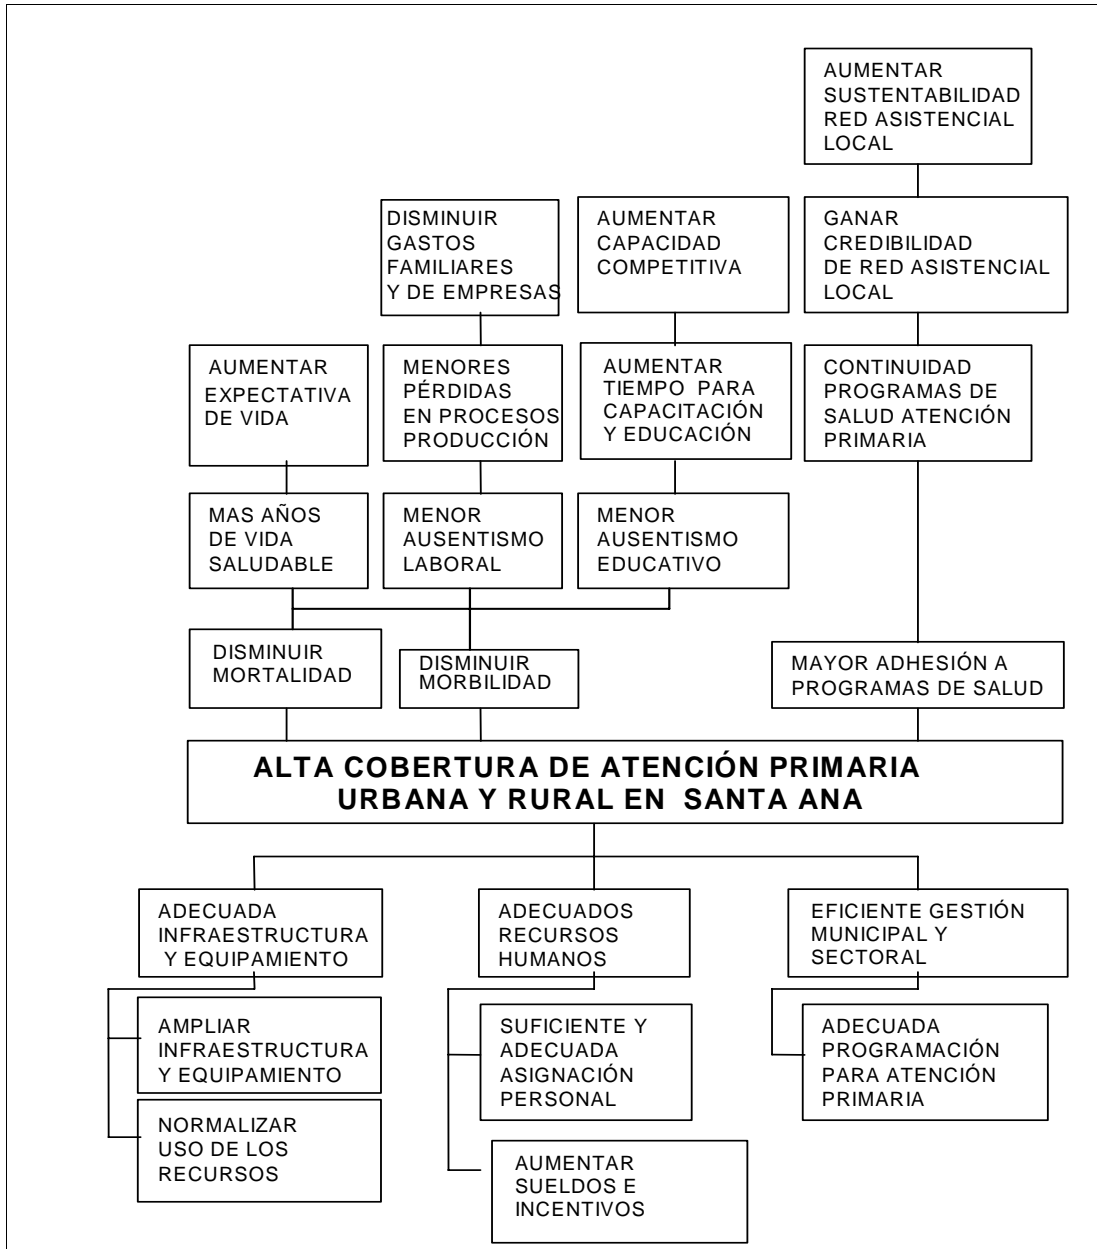 AUMENTAR
SUSTENTABILIDAD
RED ASISTENCIAL
LOCAL
DISMINUIR
GASTOS
FAMILIARES
Y DE EMPRESAS
AUMENTAR
CAPACIDAD
COMPETITIVA
GANAR
CREDIBILIDAD
DE RED ASISTENCIAL
LOCAL
AUMENTAR
EXPECTATIVA
DE VIDA
MENORES
PÉRDIDAS
EN PROCESOS
PRODUCCIÓN
AUMENTAR
TIEMPO PARA
CAPACITACIÓN
Y EDUCACIÓN
CONTINUIDAD
PROGRAMAS DE
SALUD ATENCIÓN
PRIMARIA
MAS AÑOS
DE VIDA
SALUDABLE
MENOR
AUSENTISMO
LABORAL
MENOR
AUSENTISMO
EDUCATIVO
DISMINUIR
MORTALIDAD
DISMINUIR
MORBILIDAD
MAYOR ADHESIÓN A
PROGRAMAS DE SALUD
ALTA COBERTURA DE ATENCIÓN PRIMARIA
URBANA Y RURAL EN SANTA ANA
ADECUADA
INFRAESTRUCTURA
Y EQUIPAMIENTO
ADECUADOS
RECURSOS
HUMANOS
EFICIENTE GESTIÓN
MUNICIPAL Y
SECTORAL
AMPLIAR
INFRAESTRUCTURA
Y EQUIPAMIENTO
SUFICIENTE Y
ADECUADA
ASIGNACIÓN
PERSONAL
ADECUADA
PROGRAMACIÓN
PARA ATENCIÓN
PRIMARIA
NORMALIZAR
USO DE LOS
RECURSOS
AUMENTAR
SUELDOS E
INCENTIVOS